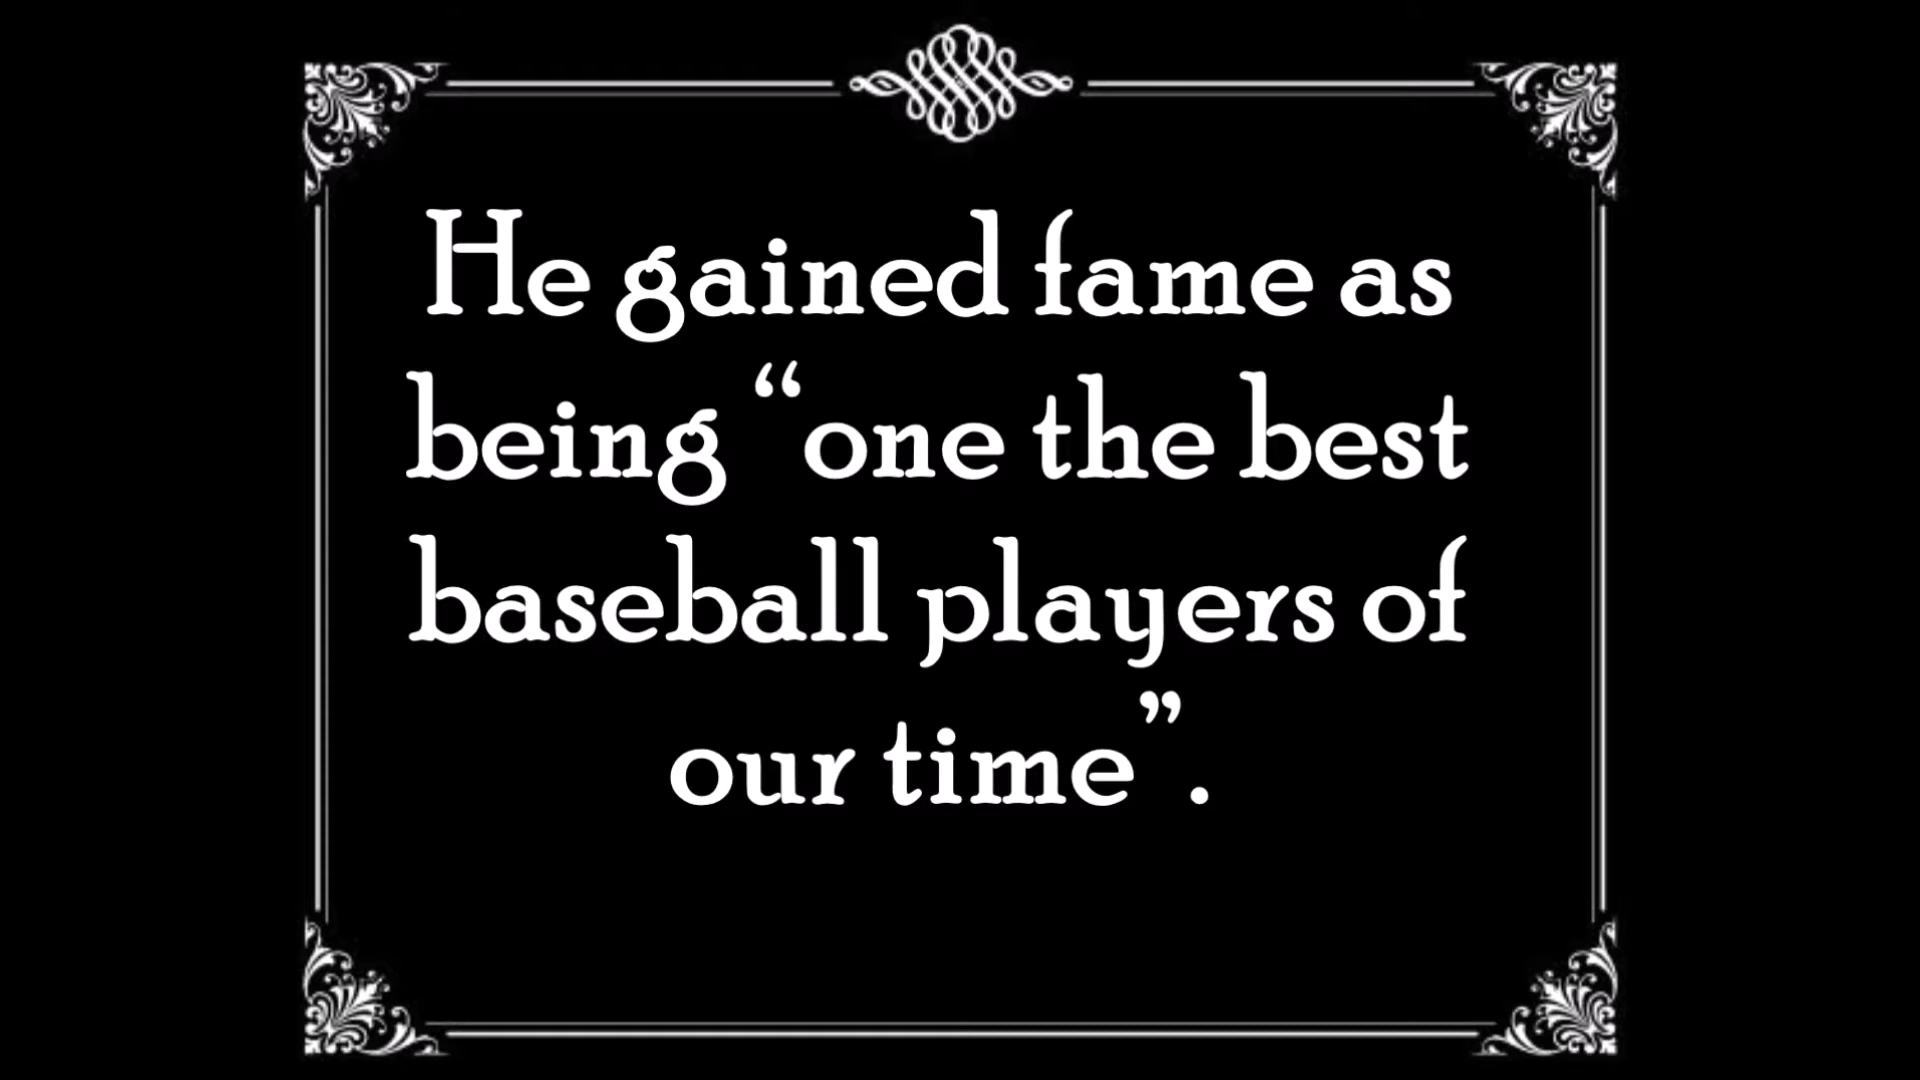 He gained fame as
being “one the best
baseball players of
our time”.